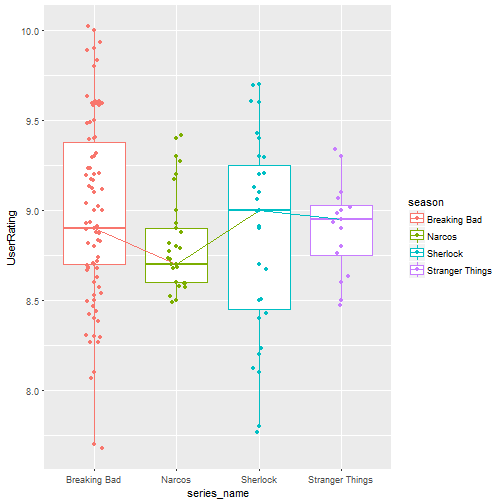 10.0
9.5
9.0
8.5
8.0
UserRating
Breaking Bad
Narcos
Sherlock
Stranger Things
series_name
season
Breaking Bad
Narcos
Sherlock
Stranger Things